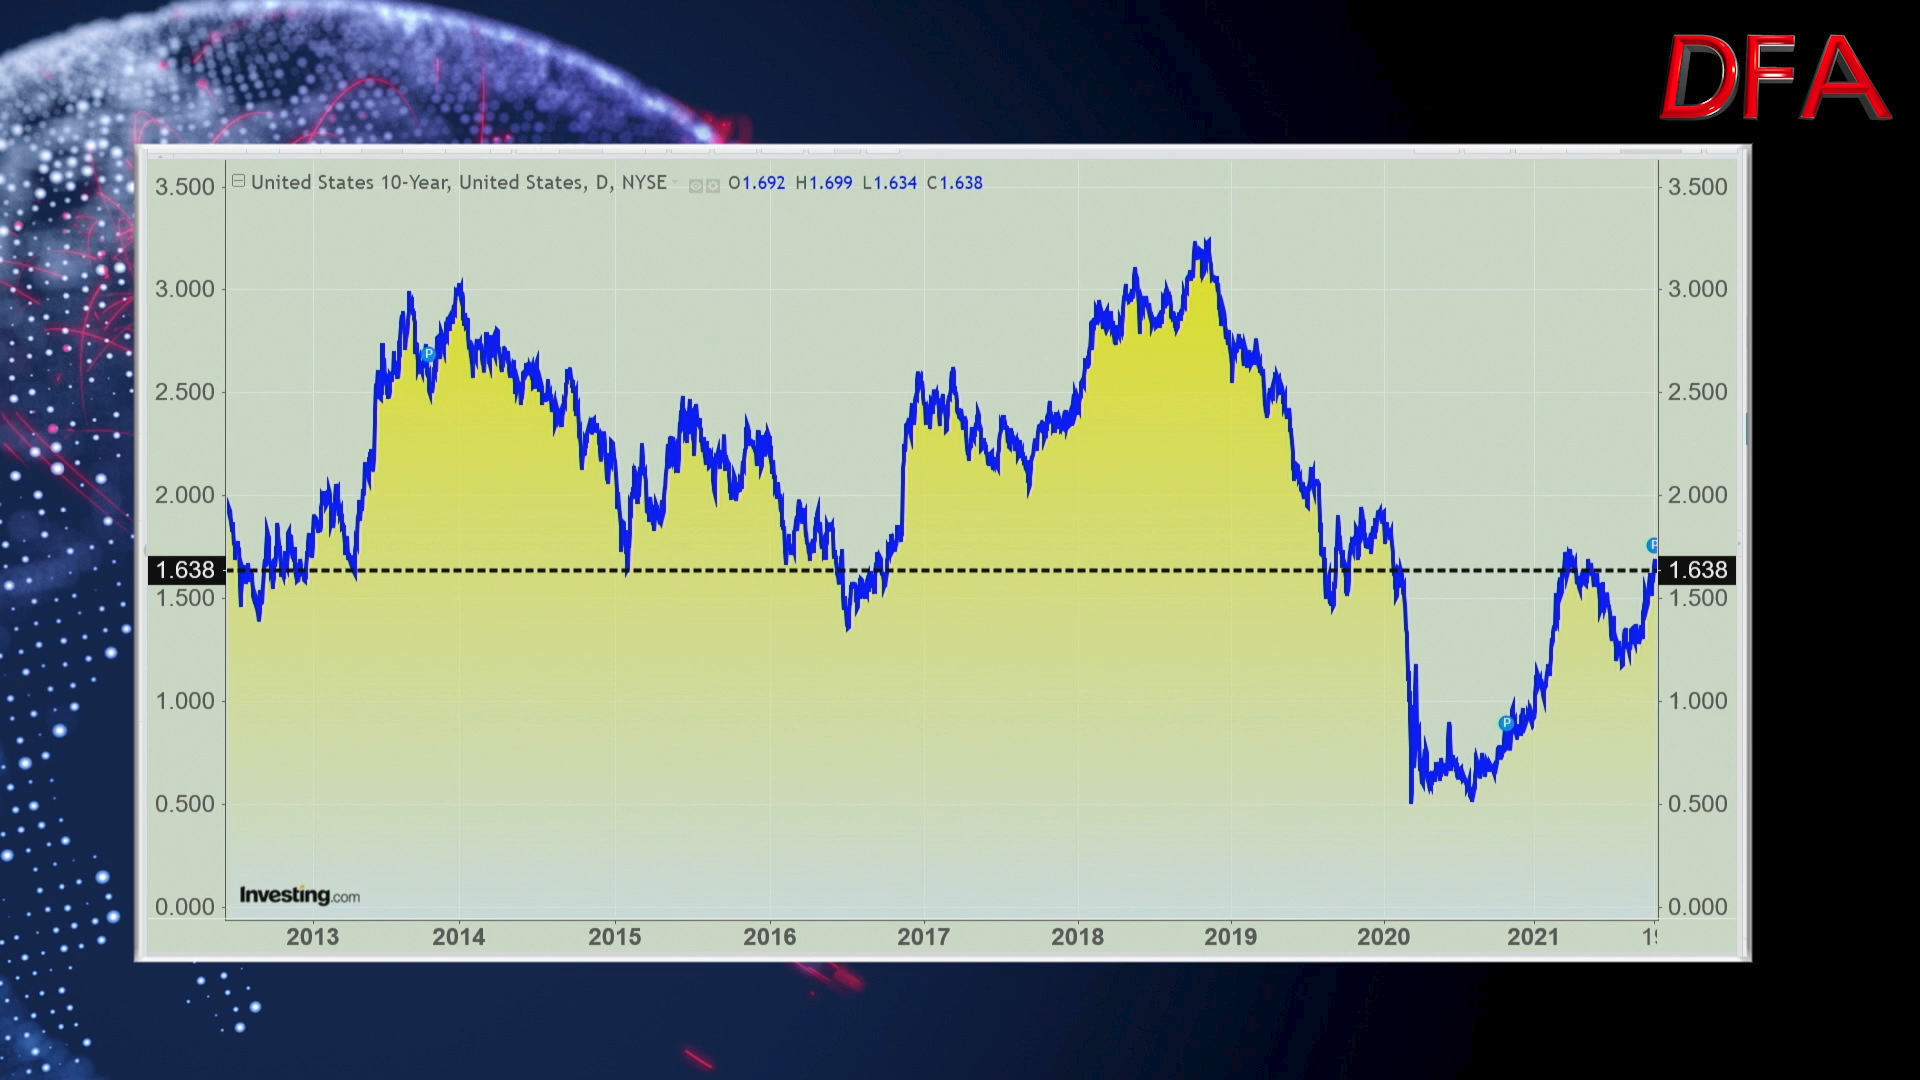 DFA
United States 10-Year, United States, D, NYSE O1.692 H1.699 L1.634 C1.638
3.500 3.500
3.000 3.000
P
2.500 2.500
2.000 2.000
P
1.638 1.638
1.500 1.500
P
1.000 1.000
0.500 0.500
Investing.com
0.000 0.000
2013 2014 2015 2016 2017 2018 2019 2020 2021